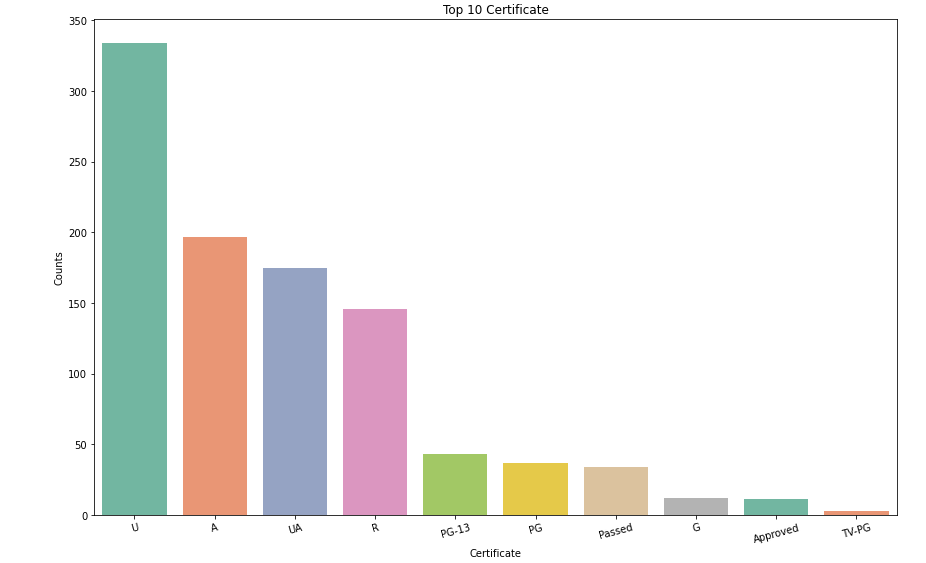 Top 10 Certificate
350
300
250
200
150
100
50
0
Counts
U A UA R PG-13 PG Passed G Approved TV-PG
Certificate